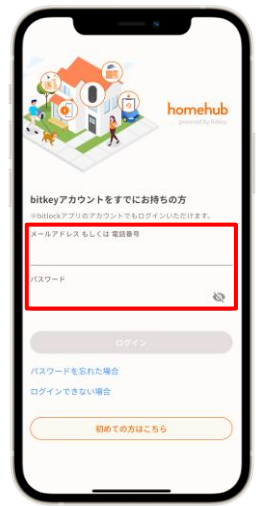 homehub
powered by Bitkey
bitkeyアカウントをすでにお持ちの方
※bitlockアプリのアカウントでもログインいただけます。
メールアドレス もしくは 電話番号
パスワード
ログイン
パスワードを忘れた場合
ログインできない場合
初めての方はこちら